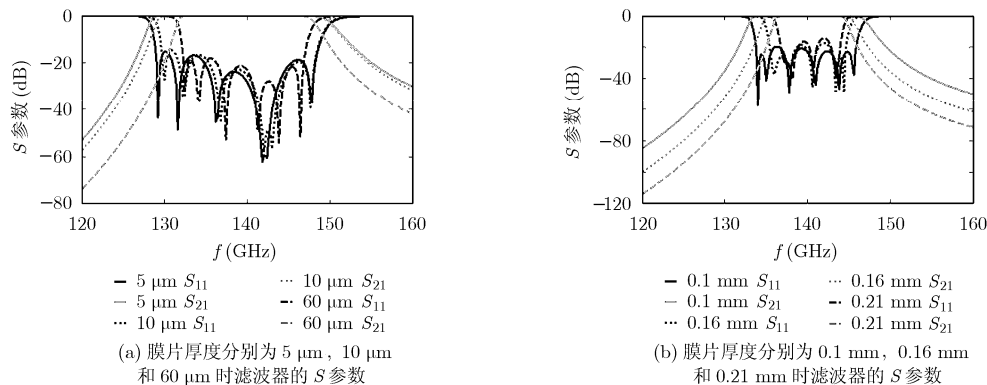 0
−20
−40
−60
−80
S 参数 (dB)
120 130 140 150 160
f (GHz)
5 μm S11
5 μm S21
10 μm S11
10 μm S21
60 μm S11
60 μm S21
(a) 膜片厚度分别为 5 μm, 10 μm
和 60 μm 时滤波器的 S 参数
0
−40
−80
−120
S 参数 (dB)
120 130 140 150 160
f (GHz)
0.1 mm S11
0.1 mm S21
0.16 mm S11
0.16 mm S21
0.21 mm S11
0.21 mm S21
(b) 膜片厚度分别为 0.1 mm, 0.16 mm
和 0.21 mm 时滤波器的 S 参数